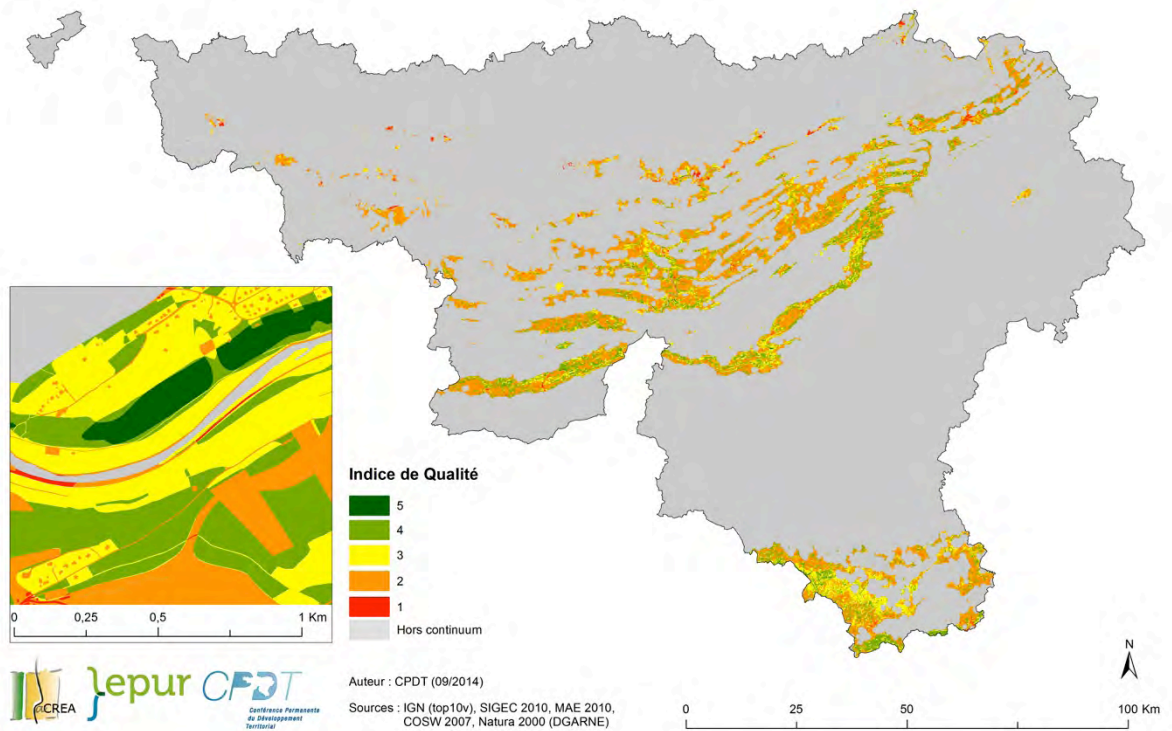 Indice de Qualité
5
4
3
2
1
Hors continuum
0 0,25 0,5 1 Km
N
aCREA
lepur
CPDT
Conférence Permanente
du Développement
Territorial
Auteur : CPDT (09/2014)
Sources : IGN (top10v), SIGEC 2010, MAE 2010,
COSW 2007, Natura 2000 (DGARNE)
0 25 50 100 Km